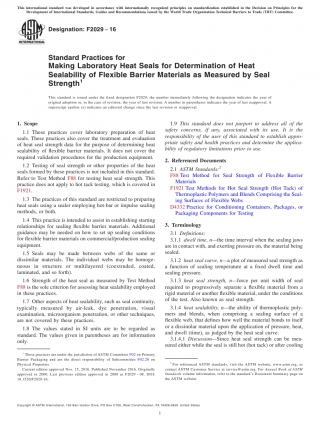 This international standard was developed in accordance with internationally recognized principles on standardization established in the Decision on Principles for the
Development of International Standards, Guides and Recommendations issued by the World Trade Organization Technical Barriers to Trade (TBT) Committee.
Designation: F2029 − 16
Standard Practices for
Making Laboratory Heat Seals for Determination of Heat
Sealability of Flexible Barrier Materials as Measured by Seal
Strength1
This standard is issued under the fixed designation F2029; the number immediately following the designation indicates the year of
original adoption or, in the case of revision, the year of last revision. A number in parentheses indicates the year of last reapproval. A
superscript epsilon (ε) indicates an editorial change since the last revision or reapproval.
1. Scope
1.1 These practices cover laboratory preparation of heat
seals. These practices also cover the treatment and evaluation
of heat seal strength data for the purpose of determining heat
sealability of flexible barrier materials. It does not cover the
required validation procedures for the production equipment.
1.2 Testing of seal strength or other properties of the heat
seals formed by these practices is not included in this standard.
Refer to Test Method F88 for testing heat seal strength. This
practice does not apply to hot tack testing, which is covered in
F1921.
1.3 The practices of this standard are restricted to preparing
heat seals using a sealer employing hot-bar or impulse sealing
methods, or both.
1.4 This practice is intended to assist in establishing starting
relationships for sealing flexible barrier materials. Additional
guidance may be needed on how to set up sealing conditions
for flexible barrier materials on commercial/production sealing
equipment.
1.5 Seals may be made between webs of the same or
dissimilar materials. The individual webs may be homoge-
neous in structure or multilayered (coextruded, coated,
laminated, and so forth).
1.6 Strength of the heat seal as measured by Test Method
F88 is the sole criterion for assessing heat sealability employed
in these practices.
1.7 Other aspects of heat sealability, such as seal continuity,
typically measured by air-leak, dye penetration, visual
examination, microorganism penetration, or other techniques,
are not covered by these practices.
1.8 The values stated in SI units are to be regarded as
standard. The values given in parentheses are for information
only.
1 These practices are under the jurisdiction of ASTM Committee F02 on Primary
Barrier Packaging and are the direct responsibility of Subcommittee F02.20 on
Physical Properties.
Current edition approved Nov. 15, 2016. Published November 2016. Originally
approved in 2000. Last previous edition approved in 2008 as F2029 – 08. DOI:
10.1520/F2029-16.
1.9 This standard does not purport to address all of the
safety concerns, if any, associated with its use. It is the
responsibility of the user of this standard to establish appro-
priate safety and health practices and determine the applica-
bility of regulatory limitations prior to use.
2. Referenced Documents
2.1 ASTM Standards:2
F88 Test Method for Seal Strength of Flexible Barrier
Materials
F1921 Test Methods for Hot Seal Strength (Hot Tack) of
Thermoplastic Polymers and Blends Comprising the Seal-
ing Surfaces of Flexible Webs
D4332 Practice for Conditioning Containers, Packages, or
Packaging Components for Testing
3. Terminology
3.1 Definitions:
3.1.1 dwell time, n—the time interval when the sealing jaws
are in contact with, and exerting pressure on, the material being
sealed.
3.1.2 heat seal curve, n—a plot of measured seal strength as
a function of sealing temperature at a fixed dwell time and
sealing pressure.
3.1.3 heat seal strength, n—force per unit width of seal
required to progressively separate a flexible material from a
rigid material or another flexible material, under the conditions
of the test. Also known as seal strength.
3.1.4 heat sealability, n—the ability of thermoplastic poly-
mers and blends, when comprising a sealing surface of a
flexible web, that defines how well the material bonds to itself
or a dissimilar material upon the application of pressure, heat,
and dwell (time), as judged by the heat seal curve.
3.1.4.1 Discussion—Since heat seal strength can be mea-
sured either while the seal is still hot (hot tack) or after cooling
2 For referenced ASTM standards, visit the ASTM website, www.astm.org, or
contact ASTM Customer Service at service@astm.org. For Annual Book of ASTM
Standards volume information, refer to the standard's Document Summary page on
the ASTM website.
Copyright © ASTM International, 100 Barr Harbor Drive, PO Box C700, West Conshohocken, PA 19428-2959. United States
1